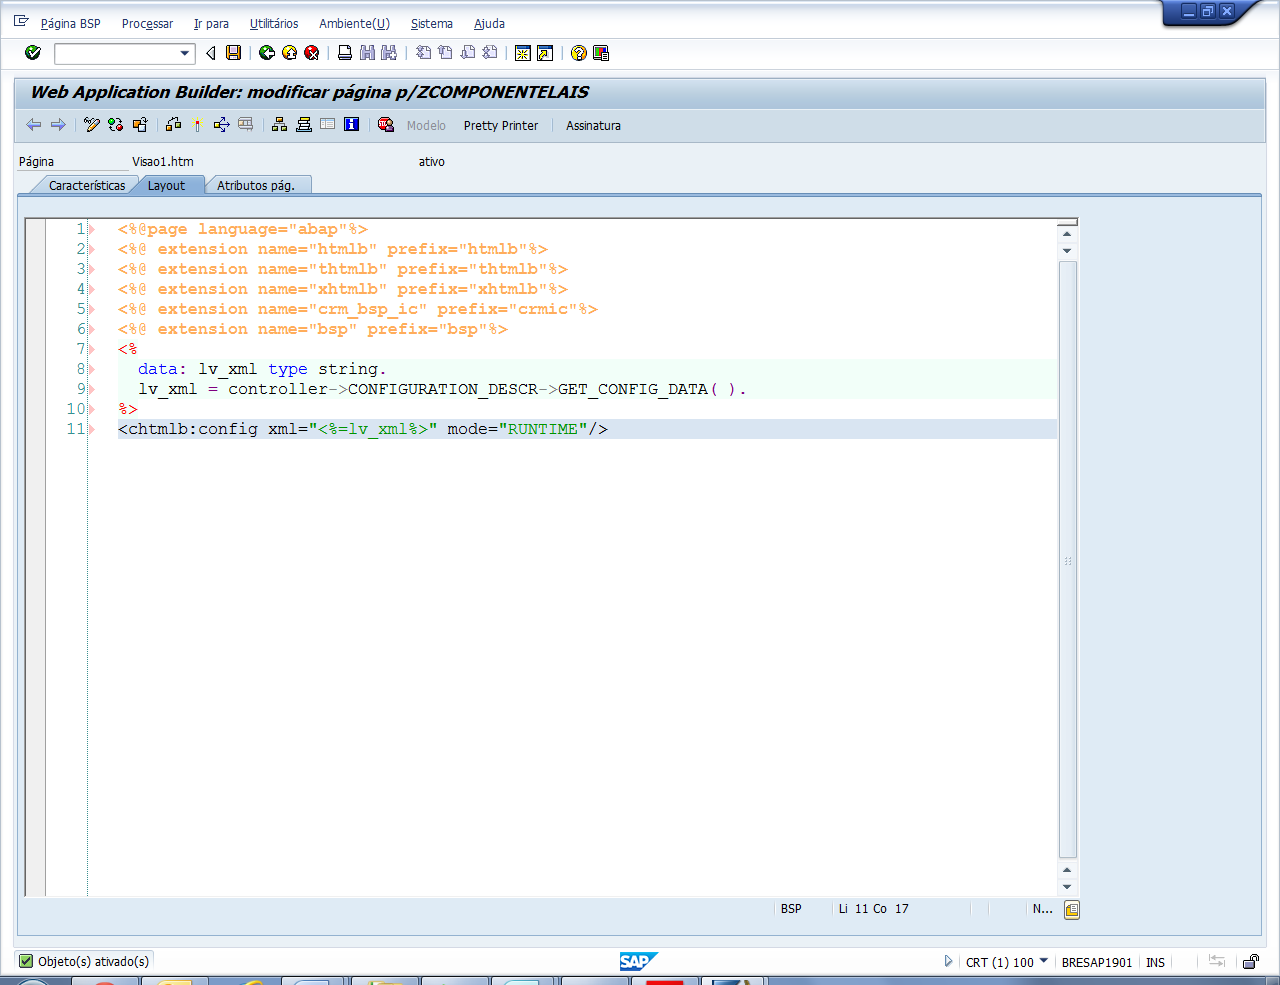 Página BSP Processar Ir para Utilitários Ambiente(U) Sistema Ajuda
Web Application Builder: modificar página p/ZCOMPONENTELAIS
Modelo Pretty Printer Assinatura
Página Visao1.htm ativo
Características Layout Atributos pág.
1 <%@page language="abap"%>
2 <%@ extension name="htmlb" prefix="htmlb"%>
3 <%@ extension name="thtmlb" prefix="thtmlb"%>
4 <%@ extension name="xhtmlb" prefix="xhtmlb"%>
5 <%@ extension name="crm_bsp_ic" prefix="crmic"%>
6 <%@ extension name="bsp" prefix="bsp"%>
7 <%
8 data: lv_xml type string.
9 lv_xml = controller->CONFIGURATION_DESCR->GET_CONFIG_DATA( ).
10 %>
11 <chtmlb:config xml="<%=lv_xml%>" mode="RUNTIME"/>
BSP Li 11 Co 17 N...
Objeto(s) ativado(s) SAP CRT (1) 100 BRESAP1901 INS